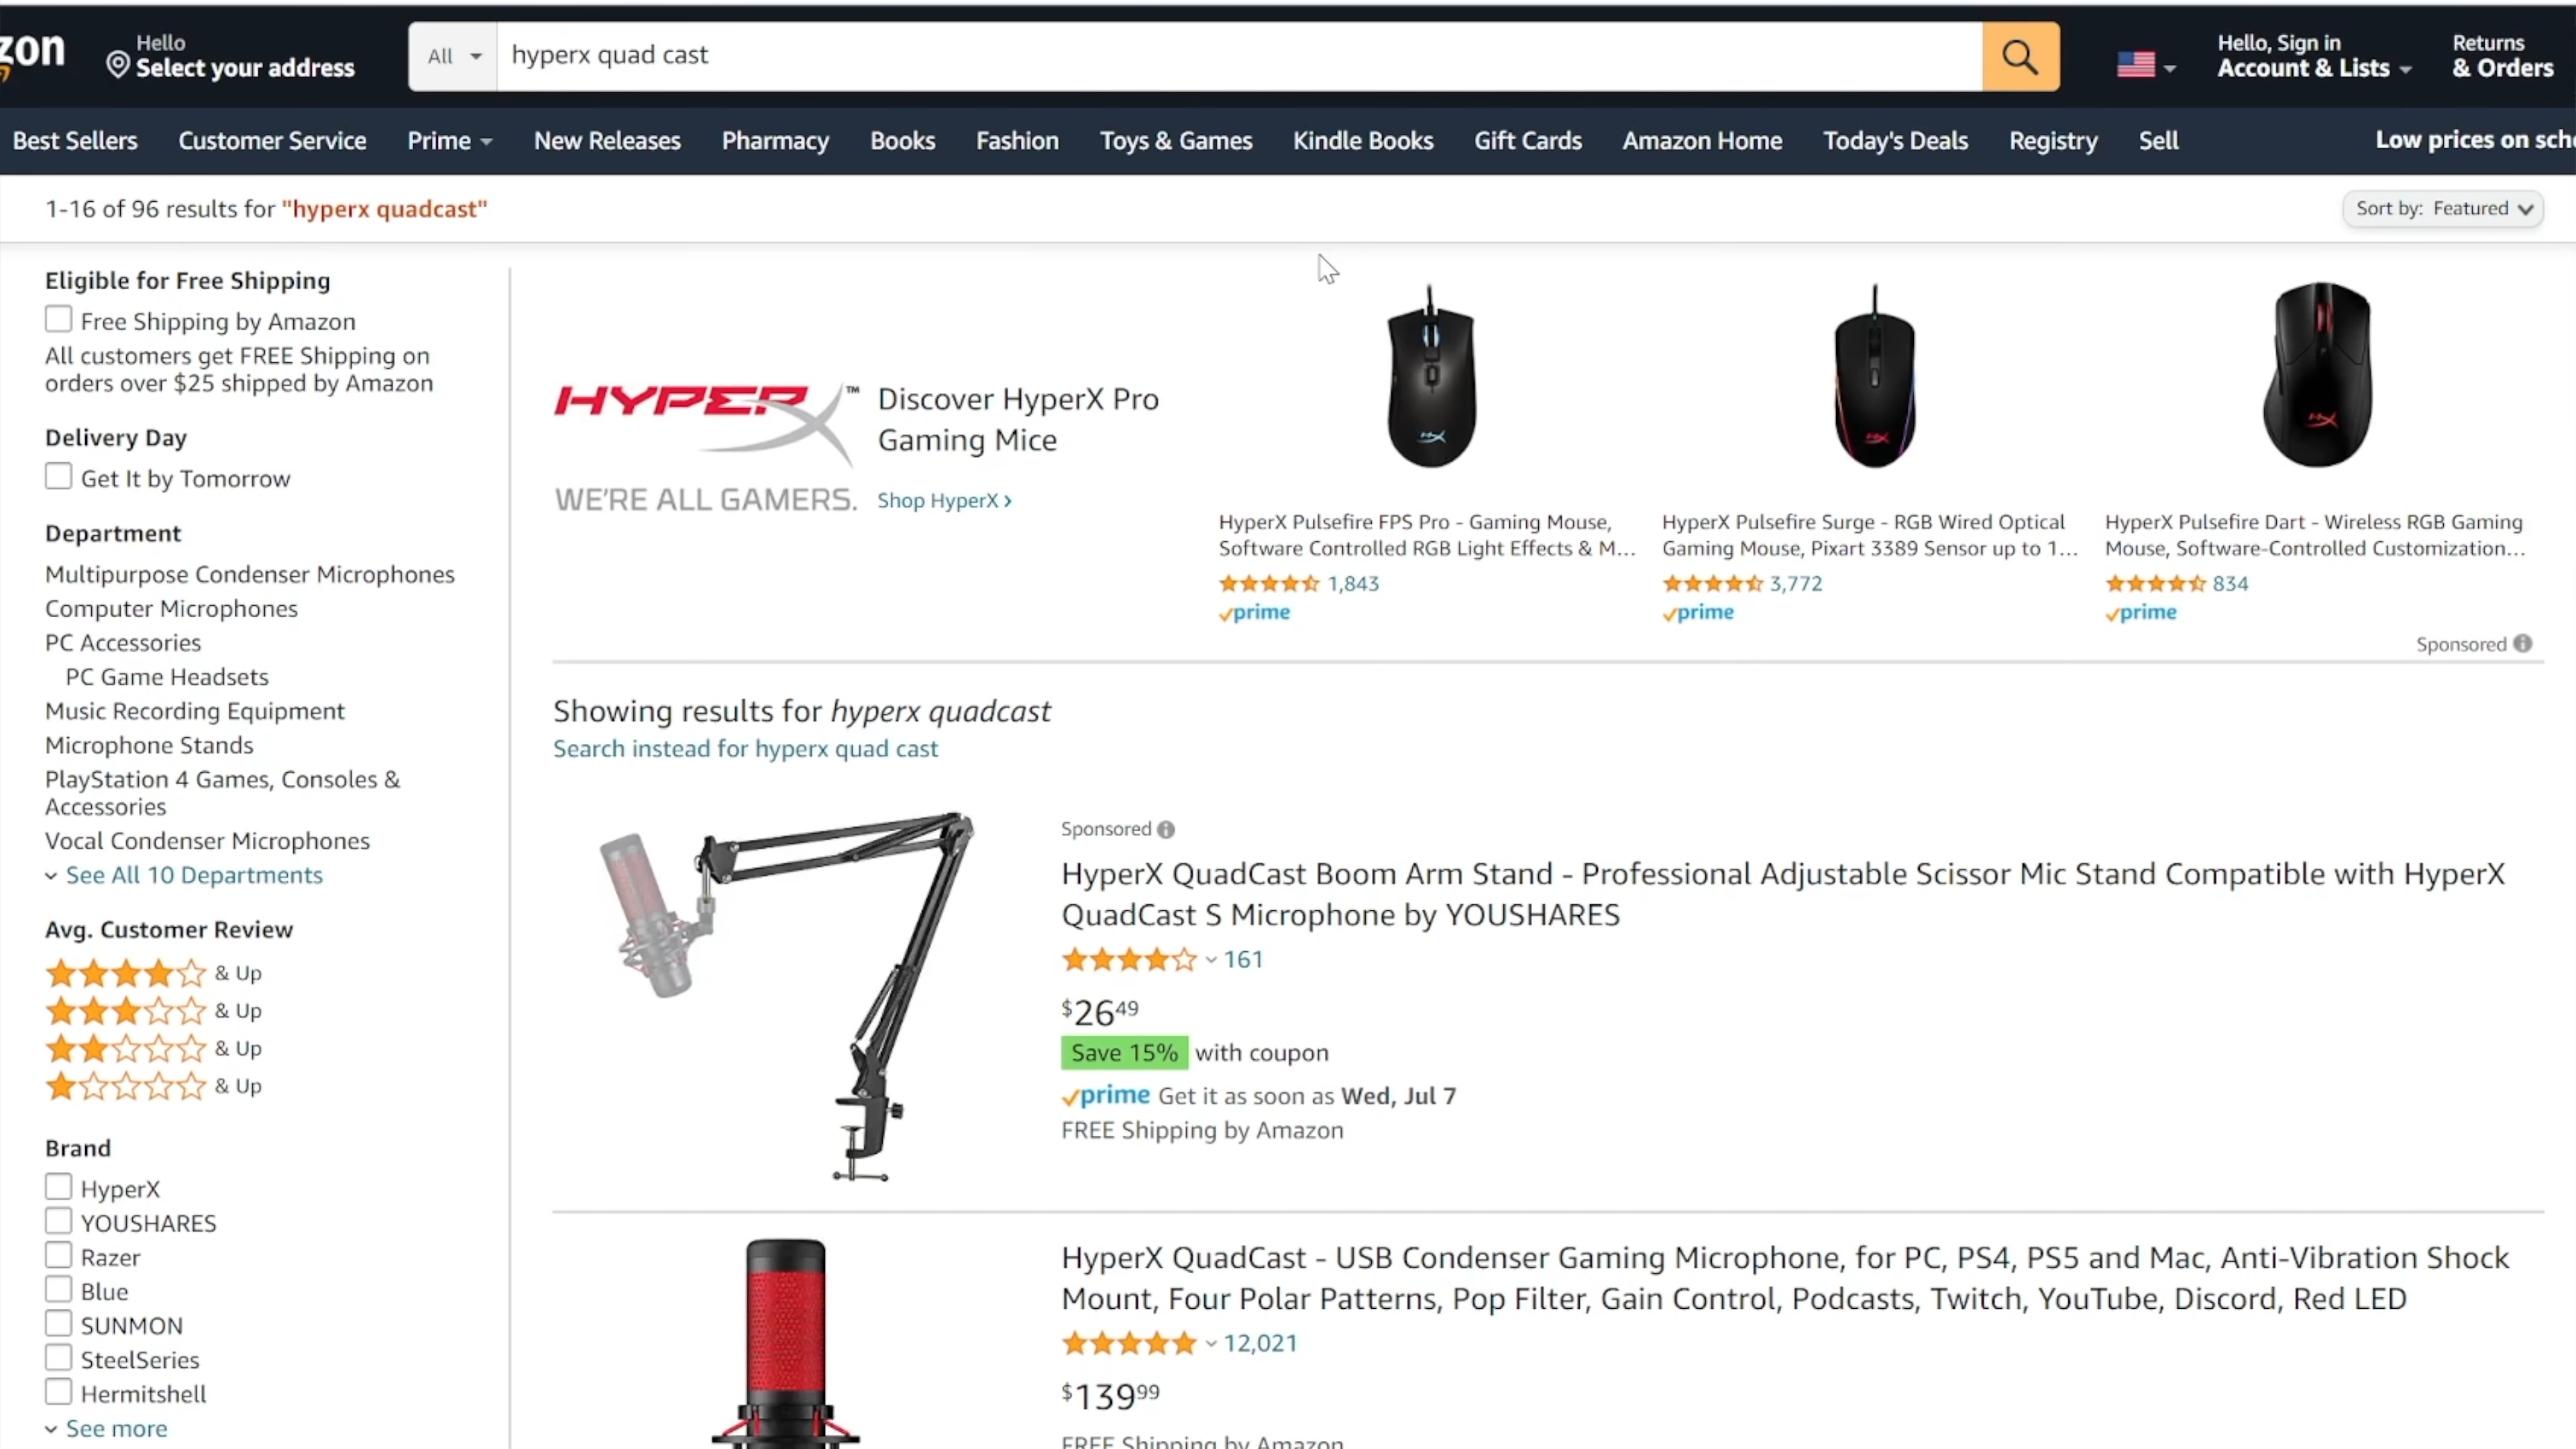 zon
Hello
Select your address
All
hyperx quad cast
Hello, Sign in
Account & Lists
Returns
& Orders
Best Sellers
Customer Service
Prime
New Releases
Pharmacy
Books
Fashion
Toys & Games
Kindle Books
Gift Cards
Amazon Home
Today's Deals
Registry
Sell
Low prices on
1-16 of 96 results for "hyperx quadcast"
Sort by: Featured
Eligible for Free Shipping
Free Shipping by Amazon
All customers get FREE Shipping on
orders over $25 shipped by Amazon
Delivery Day
Get It by Tomorrow
Department
Multipurpose Condenser Microphones
Computer Microphones
PC Accessories
PC Game Headsets
Music Recording Equipment
Microphone Stands
PlayStation 4 Games, Consoles &
Accessories
Vocal Condenser Microphones
See All 10 Departments
Avg. Customer Review
& Up
& Up
& Up
& Up
Brand
HyperX
YOUSHARES
Razer
Blue
SUNMON
SteelSeries
Hermitshell
See more
HYPERX™
WE'RE ALL GAMERS.
Discover HyperX Pro
Gaming Mice
Shop HyperX ›
HyperX Pulsefire FPS Pro - Gaming Mouse,
Software Controlled RGB Light Effects & M...
1,843
prime
HyperX Pulsefire Surge - RGB Wired Optical
Gaming Mouse, Pixart 3389 Sensor up to 1...
3,772
prime
HyperX Pulsefire Dart - Wireless RGB Gaming
Mouse, Software-Controlled Customization...
834
prime
Sponsored
Showing results for hyperx quadcast
Search instead for hyperx quad cast
Sponsored
HyperX QuadCast Boom Arm Stand - Professional Adjustable Scissor Mic Stand Compatible with HyperX
QuadCast S Microphone by YOUSHARES
161
$26.49
Save 15% with coupon
prime Get it as soon as Wed, Jul 7
FREE Shipping by Amazon
HyperX QuadCast - USB Condenser Gaming Microphone, for PC, PS4, PS5 and Mac, Anti-Vibration Shock
Mount, Four Polar Patterns, Pop Filter, Gain Control, Podcasts, Twitch, YouTube, Discord, Red LED
12,021
$139.99
FREE Shipping by Amazon